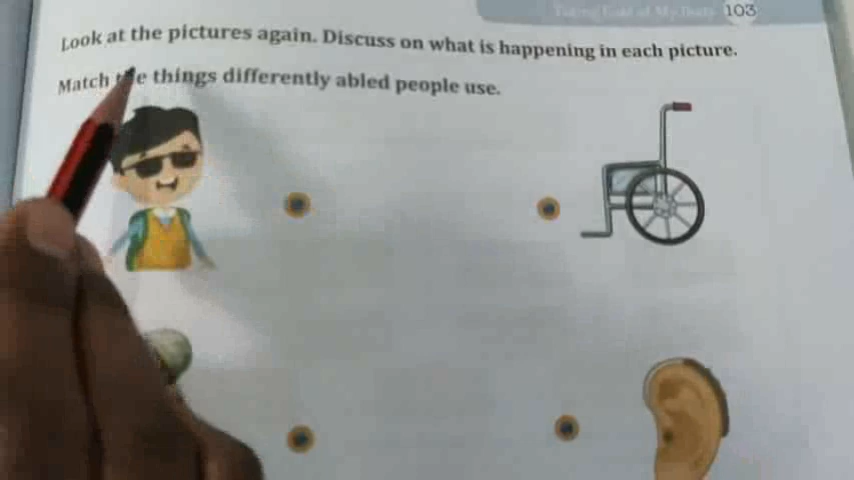 103
Look at the pictures again. Discuss on what is happening in each picture.
Match the things differently abled people use.